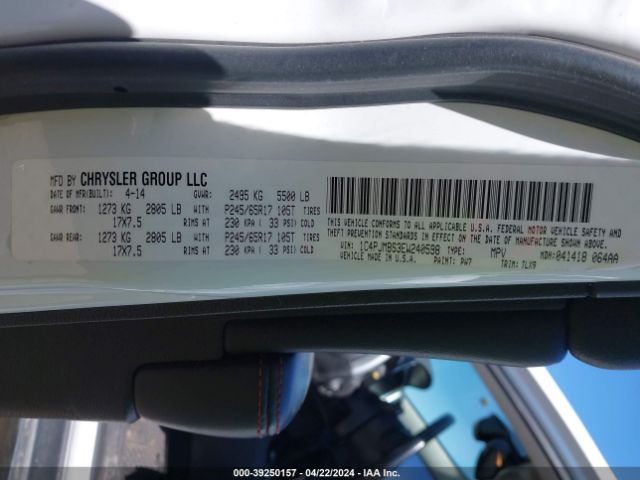 MFD BY CHRYSLER GROUP LLC
DATE OF MFR(BUILT): 4-14 GVWR: 2495 KG 5500 LB
GAWR FRONT: 1273 KG 2805 LB WITH P245/65R17 105T TIRES
17X7.5 RIMS AT 230 KPA ( 33 PSI) COLD
GAWR REAR: 1273 KG 2805 LB WITH P245/65R17 105T TIRES
17X7.5 RIMS AT 230 KPA ( 33 PSI) COLD
THIS VEHICLE CONFORMS TO ALL APPLICABLE U.S.A. FEDERAL MOTOR VEHICLE SAFETY, BUMPER, AND
THEFT PREVENTION STANDARDS IN EFFECT ON THE DATE OF MANUFACTURE SHOWN ABOVE.
VIN: 1C4PJMBS3EW240598 TYPE: MPV MDH: 041418 064AA
VEHICLE MADE IN U.S.A. PAINT: PW7 TRIM: TLX9
000-39250157 - 04/22/2024 - IAA Inc.